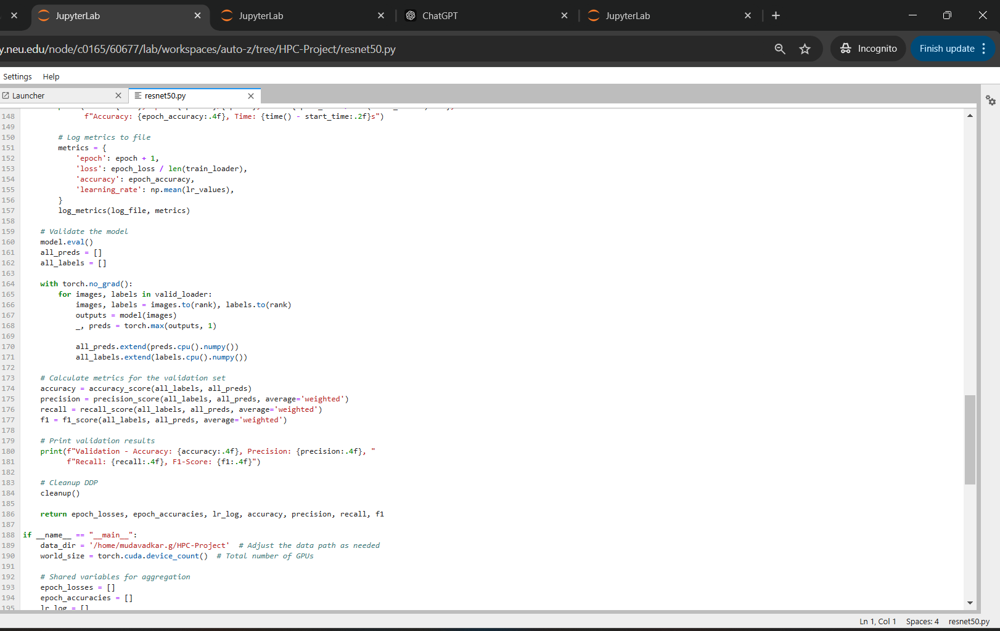 JupyterLab
JupyterLab
ChatGPT
JupyterLab
y.neu.edu/node/c0165/60677/lab/workspaces/auto-z/tree/HPC-Project/resnet50.py
Incognito
Finish update
Settings Help
Launcher
resnet50.py
148 f"Accuracy: {epoch_accuracy:.4f}, Time: {time() - start_time:.2f}s")
149
150 # Log metrics to file
151 metrics = {
152 'epoch': epoch + 1,
153 'loss': epoch_loss / len(train_loader),
154 'accuracy': epoch_accuracy,
155 'learning_rate': np.mean(lr_values),
156 }
157 log_metrics(log_file, metrics)
158
159 # Validate the model
160 model.eval()
161 all_preds = []
162 all_labels = []
163
164 with torch.no_grad():
165 for images, labels in valid_loader:
166 images, labels = images.to(rank), labels.to(rank)
167 outputs = model(images)
168 _, preds = torch.max(outputs, 1)
169
170 all_preds.extend(preds.cpu().numpy())
171 all_labels.extend(labels.cpu().numpy())
172
173 # Calculate metrics for the validation set
174 accuracy = accuracy_score(all_labels, all_preds)
175 precision = precision_score(all_labels, all_preds, average='weighted')
176 recall = recall_score(all_labels, all_preds, average='weighted')
177 f1 = f1_score(all_labels, all_preds, average='weighted')
178
179 # Print validation results
180 print(f"Validation - Accuracy: {accuracy:.4f}, Precision: {precision:.4f}, "
181 f"Recall: {recall:.4f}, F1-Score: {f1:.4f}")
182
183 # Cleanup DDP
184 cleanup()
185
186 return epoch_losses, epoch_accuracies, lr_log, accuracy, precision, recall, f1
187
188 if __name__ == "__main__":
189 data_dir = '/home/mudavadkar.g/HPC-Project' # Adjust the data path as needed
190 world_size = torch.cuda.device_count() # Total number of GPUs
191
192 # Shared variables for aggregation
193 epoch_losses = []
194 epoch_accuracies = []
195 lr_log = []
Ln 1, Col 1 Spaces: 4 resnet50.py